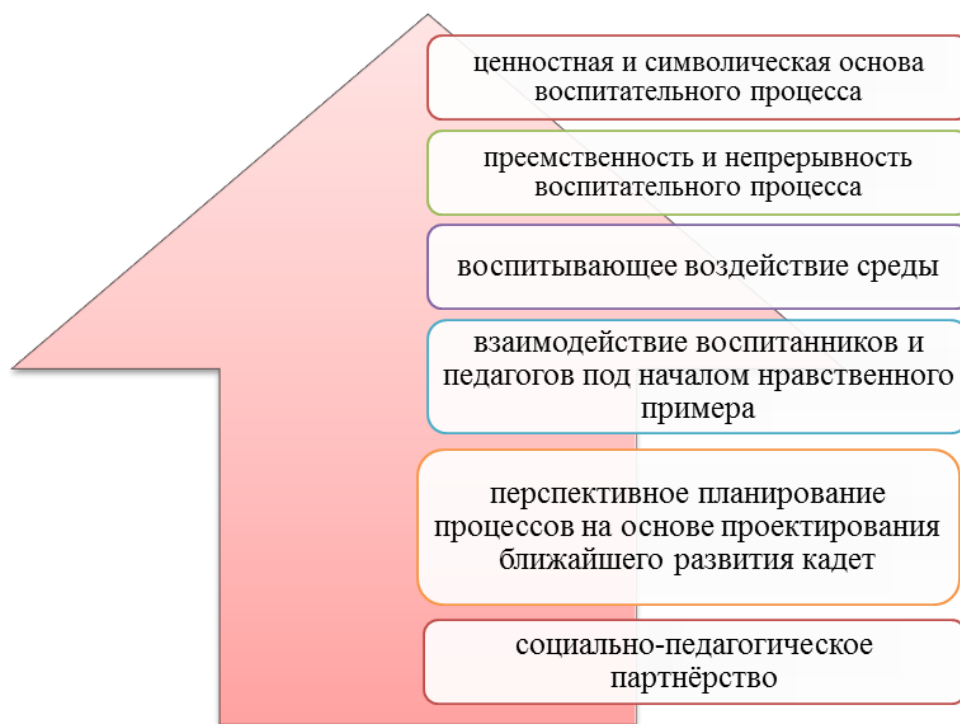 ценностная и символическая основа
воспитательного процесса
преемственность и непрерывность
воспитательного процесса
воспитывающее воздействие среды
взаимодействие воспитанников и
педагогов под началом нравственного
примера
перспективное планирование
процессов на основе проектирования
ближайшего развития кадет
социально-педагогическое
партнёрство